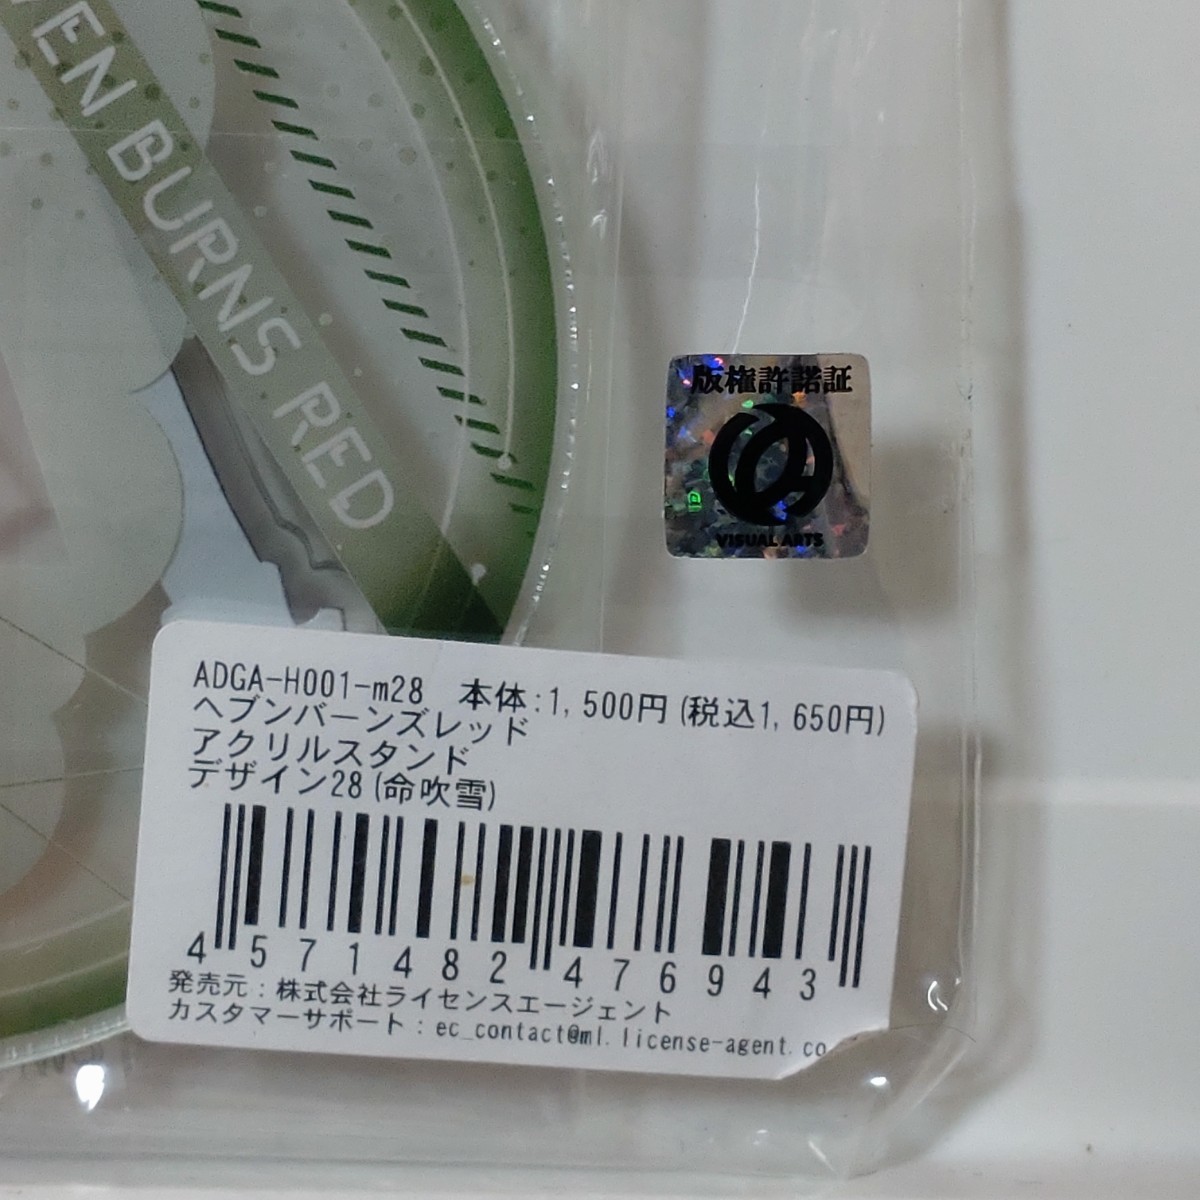 VEN BURNS RED
版権許諾証
VISUAL ARTS
ADGA-H001-m28 本体:1,500円(税込1,650円)
ヘブンバーンズレッド
アクリルスタンド
デザイン28(命吹雪)
4 571482 476943
発売元:株式会社ライセンスエージェント
カスタマーサポート:ec_contact@ml.license-agent.co